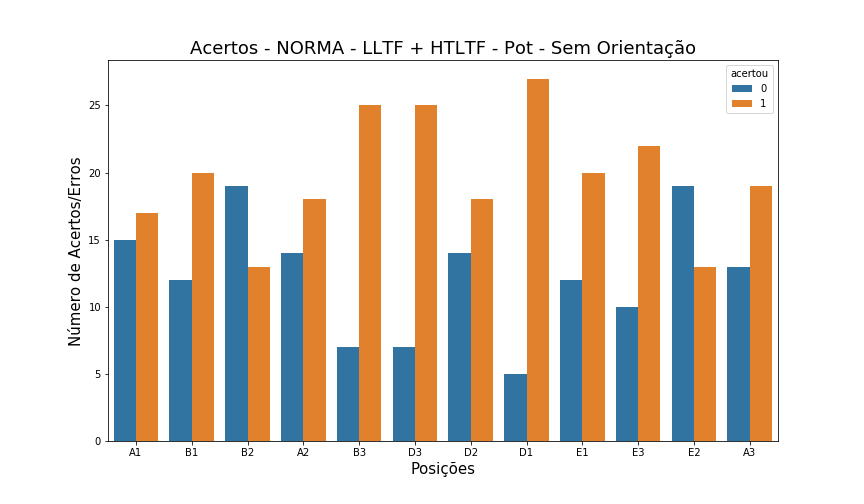 Acertos - NORMA - LLTF + HTLTF - Pot - Sem Orientação
acertou
0
1
Número de Acertos/Erros
25
20
15
10
5
0
A1 B1 B2 A2 B3 D3 D2 D1 E1 E3 E2 A3
Posições